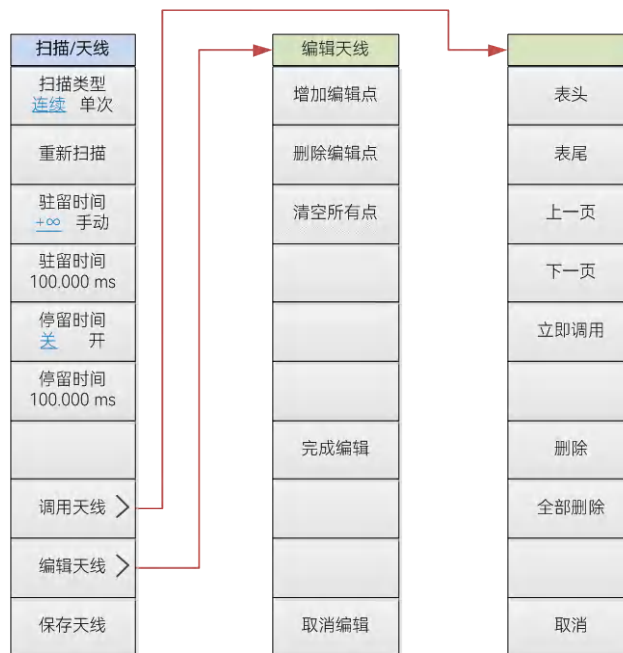 扫描/天线
扫描类型
连续 单次
重新扫描
驻留时间
+∞ 手动
驻留时间
100.000 ms
停留时间
关 开
停留时间
100.000 ms
调用天线
编辑天线
保存天线
编辑天线
增加编辑点
删除编辑点
清空所有点
完成编辑
取消编辑
表头
表尾
上一页
下一页
立即调用
删除
全部删除
取消